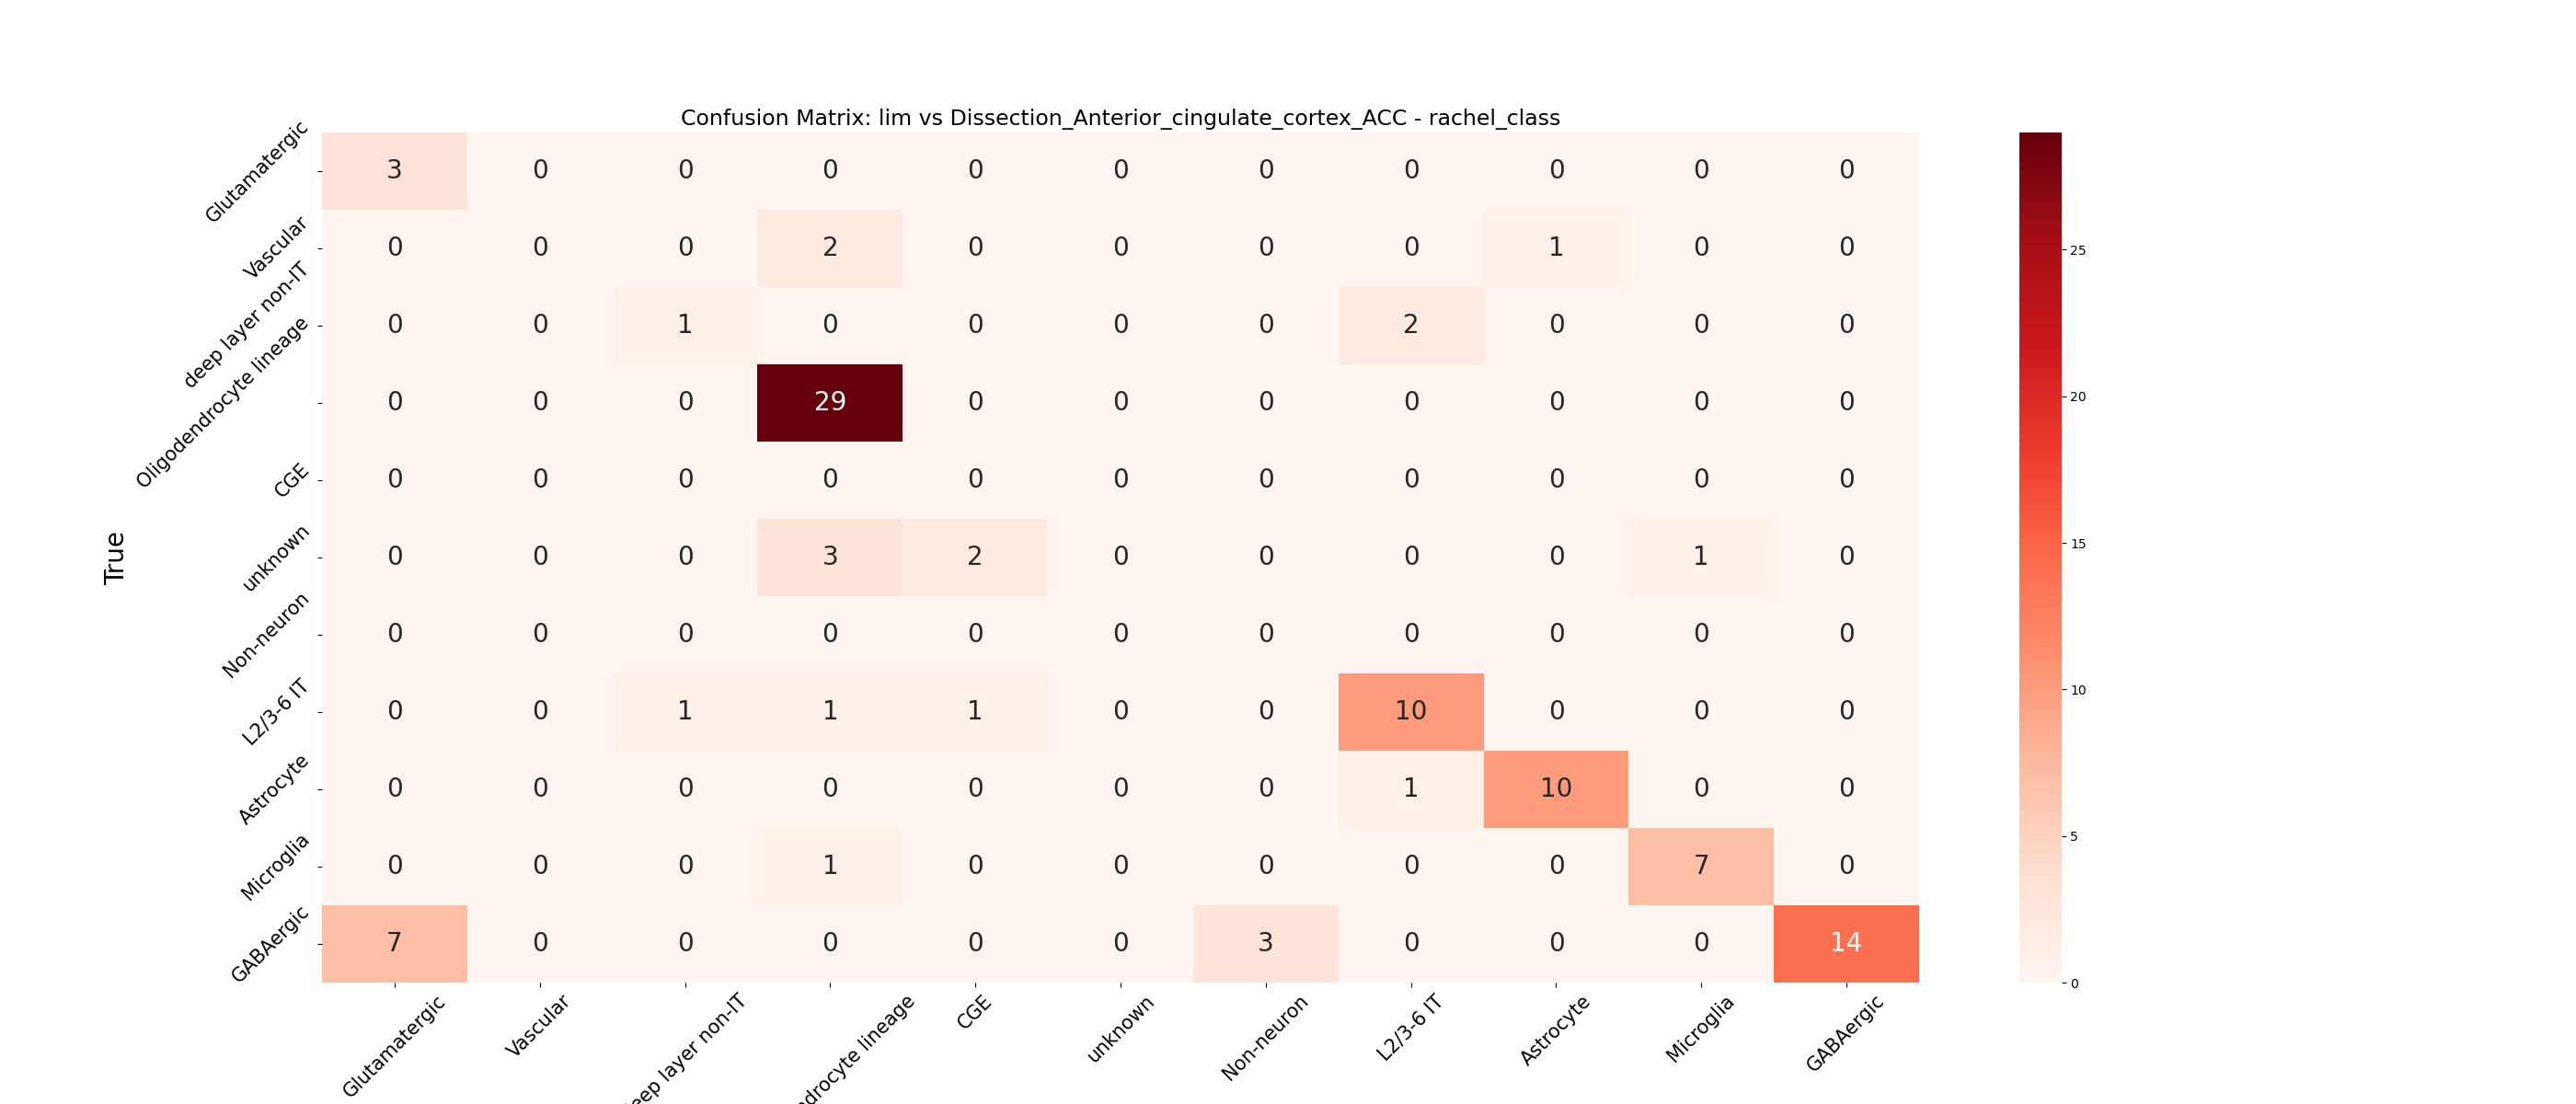 Confusion Matrix: lim vs Dissection_Anterior_cingulate_cortex_ACC - rachel_class
True
Glutamatergic 3 0 0 0 0 0 0 0 0 0 0
Vascular 0 0 0 2 0 0 0 0 1 0 0
deep layer non-IT 0 0 1 0 0 0 0 2 0 0 0
Oligodendrocyte lineage 0 0 0 29 0 0 0 0 0 0 0
CGE 0 0 0 0 0 0 0 0 0 0 0
unknown 0 0 0 3 2 0 0 0 0 1 0
Non-neuron 0 0 0 0 0 0 0 0 0 0 0
L2/3-6 IT 0 0 1 1 1 0 0 10 0 0 0
Astrocyte 0 0 0 0 0 0 0 1 10 0 0
Microglia 0 0 0 1 0 0 0 0 0 7 0
GABAergic 7 0 0 0 0 0 3 0 0 0 14
Glutamatergic Vascular eep layer non-IT ndrocyte lineage CGE unknown Non-neuron L2/3-6 IT Astrocyte Microglia GABAergic
25
20
15
10
5
0